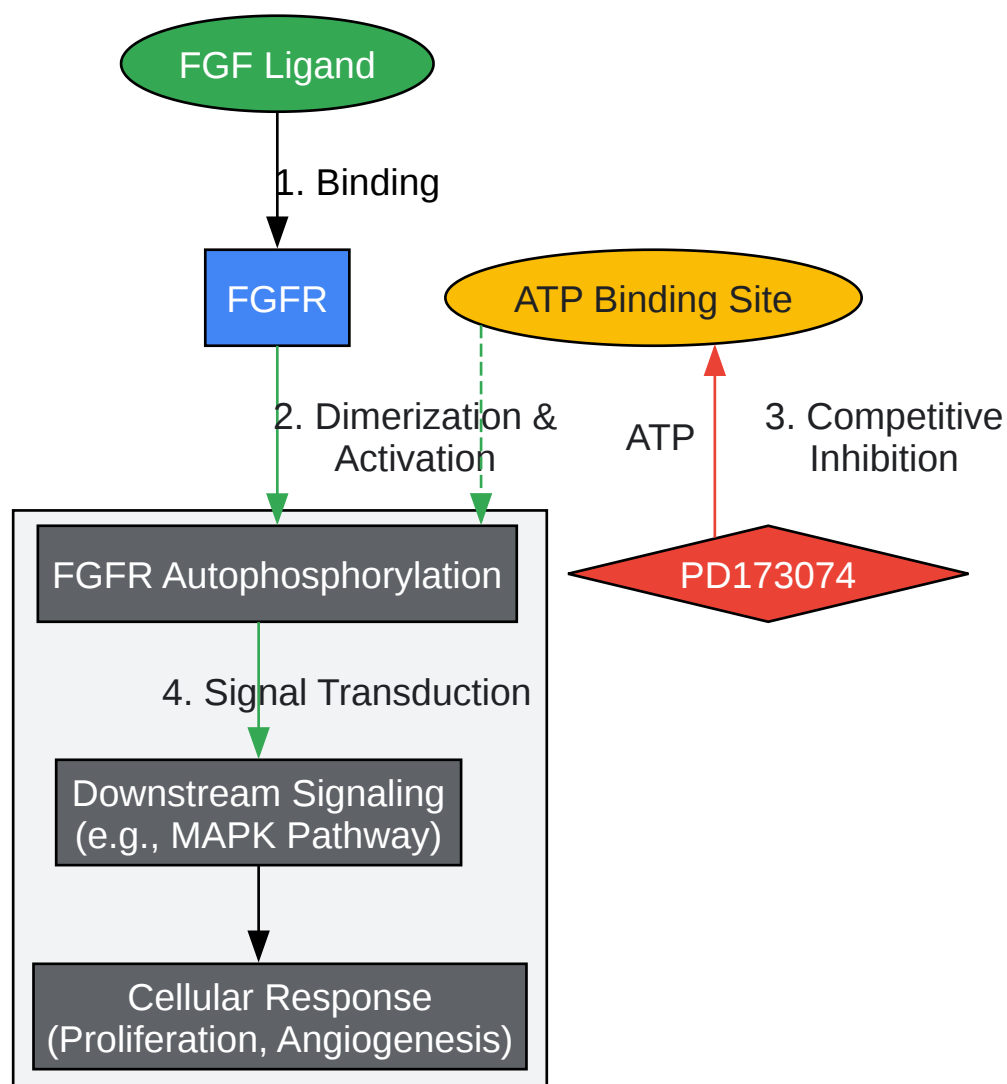 FGF Ligand
1. Binding
FGFR
ATP Binding Site
2. Dimerization &
Activation
ATP
3. Competitive
Inhibition
FGFR Autophosphorylation
PD173074
4. Signal Transduction
Downstream Signaling
(e.g., MAPK Pathway)
Cellular Response
(Proliferation, Angiogenesis)